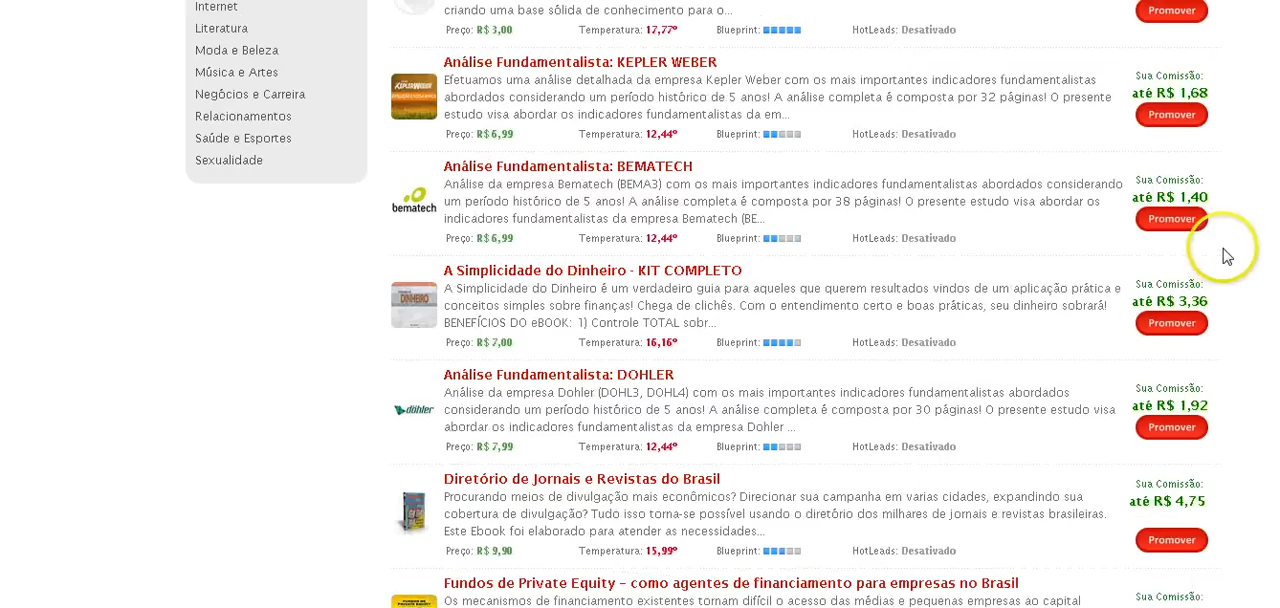 Internet
Literatura
Moda e Beleza
Música e Artes
Negócios e Carreira
Relacionamentos
Saúde e Esportes
Sexualidade
criando uma base sólida de conhecimento para o...
Preço: R$ 3,00 Temperatura: 17,77º Blueprint: HotLeads: Desativado
Promover
Análise Fundamentalista: KEPLER WEBER
Efetuamos uma análise detalhada da empresa Kepler Weber com os mais importantes indicadores fundamentalistas
abordados considerando um período histórico de 5 anos! A análise completa é composta por 32 páginas! O presente
estudo visa abordar os indicadores fundamentalistas da em...
Preço: R$ 6,99 Temperatura: 12,44º Blueprint: HotLeads: Desativado
Sua Comissão:
até R$ 1,68
Promover
KEPLER WEBER
Análise Fundamentalista: BEMATECH
Análise da empresa Bematech (BEMA3) com os mais importantes indicadores fundamentalistas abordados considerando
um período histórico de 5 anos! A análise completa é composta por 38 páginas! O presente estudo visa abordar os
indicadores fundamentalistas da empresa Bematech (BE...
Preço: R$ 6,99 Temperatura: 12,44º Blueprint: HotLeads: Desativado
Sua Comissão:
até R$ 1,40
Promover
bematech
A Simplicidade do Dinheiro - KIT COMPLETO
A Simplicidade do Dinheiro é um verdadeiro guia para aqueles que querem resultados vindos de um aplicação prática e
conceitos simples sobre finanças! Chega de clichês. Com o entendimento certo e boas práticas, seu dinheiro sobrará!
BENEFÍCIOS DO eBOOK: 1) Controle TOTAL sobr...
Preço: R$ 7,00 Temperatura: 16,16º Blueprint: HotLeads: Desativado
Sua Comissão:
até R$ 3,36
Promover
DINHEIRO
Análise Fundamentalista: DOHLER
Análise da empresa Dohler (DOHL3, DOHL4) com os mais importantes indicadores fundamentalistas abordados
considerando um período histórico de 5 anos! A análise completa é composta por 30 páginas! O presente estudo visa
abordar os indicadores fundamentalistas da empresa Dohler ...
Preço: R$ 7,99 Temperatura: 12,44º Blueprint: HotLeads: Desativado
Sua Comissão:
até R$ 1,92
Promover
döhler
Diretório de Jornais e Revistas do Brasil
Procurando meios de divulgação mais econômicos? Direcionar sua campanha em varias cidades, expandindo sua
cobertura de divulgação? Tudo isso torna-se possível usando o diretório dos milhares de jornais e revistas brasileiras.
Este Ebook foi elaborado para atender as necessidades...
Preço: R$ 9,90 Temperatura: 15,99º Blueprint: HotLeads: Desativado
Sua Comissão:
até R$ 4,75
Promover
Fundos de Private Equity – como agentes de financiamento para empresas no Brasil
Os mecanismos de financiamento existentes tornam difícil o acesso das médias e pequenas empresas ao capital
Sua Comissão:
FUNDOS DE
PRIVATE EQUITY